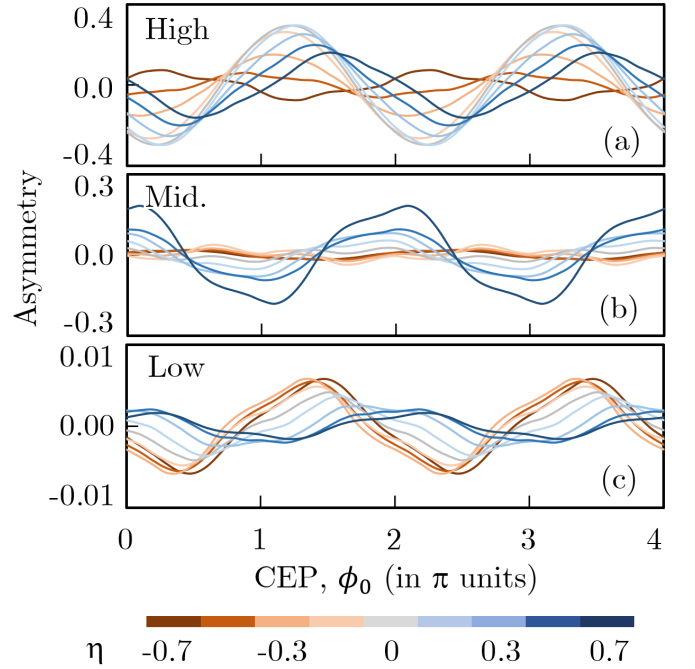 0.4
High
0.0
-0.4
(a)
0.3
Mid.
0.0
-0.3
(b)
Asymmetry
0.01
Low
0.00
-0.01
(c)
0 1 2 3 4
CEP, ϕ₀ (in π units)
η -0.7 -0.3 0 0.3 0.7